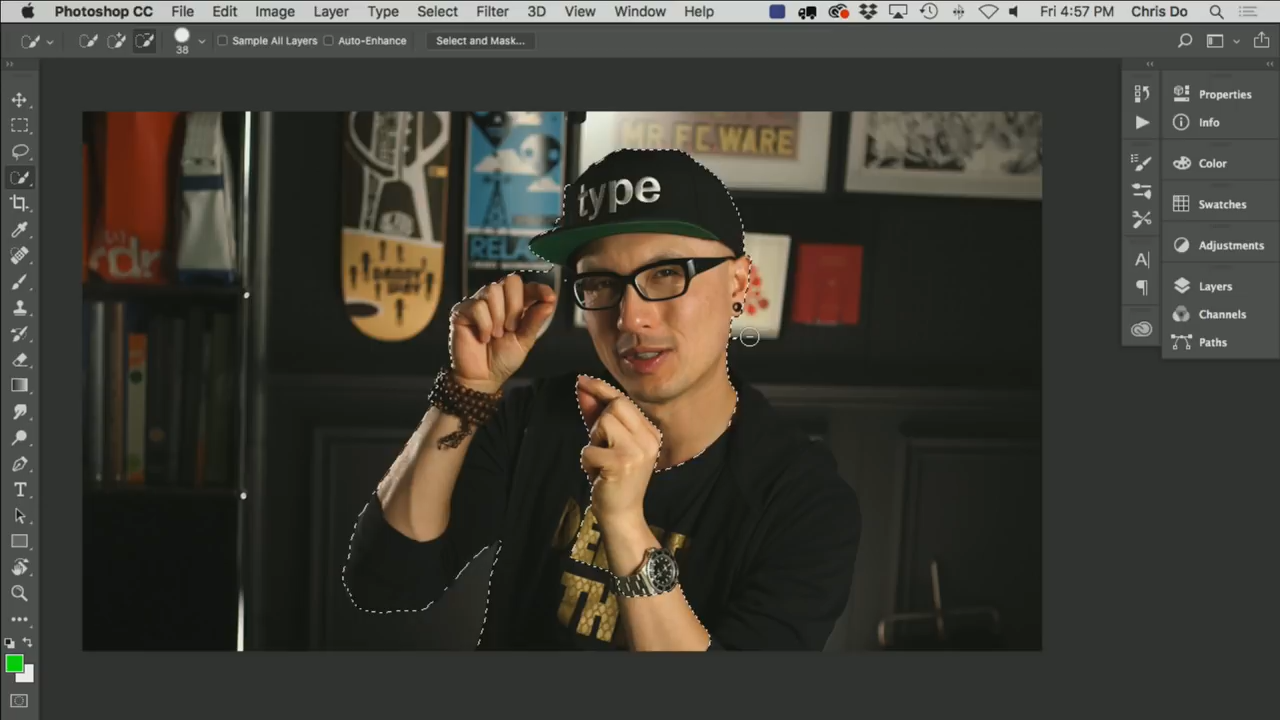 Photoshop CC File Edit Image Layer Type Select Filter 3D View Window Help Fri 4:57 PM Chris Do
38 Sample All Layers Auto-Enhance Select and Mask...
Properties
Info
Color
Swatches
Adjustments
Layers
Channels
Paths
MR.F.C.WARE
type
RELAX
rdr